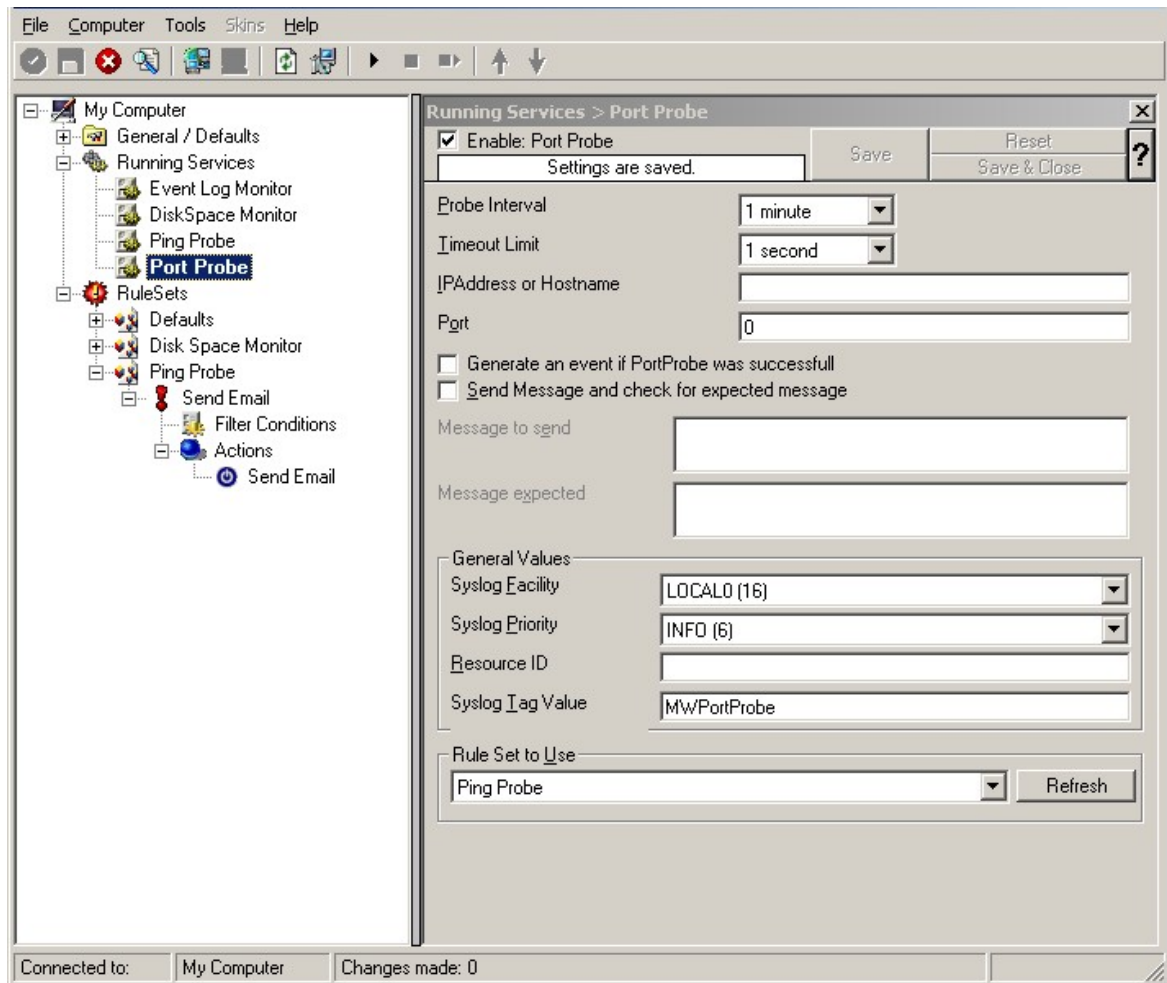 File Computer Tools Skins Help
My Computer
General / Defaults
Running Services
Event Log Monitor
DiskSpace Monitor
Ping Probe
Port Probe
RuleSets
Defaults
Disk Space Monitor
Ping Probe
Send Email
Filter Conditions
Actions
Send Email
Running Services > Port Probe
Enable: Port Probe
Settings are saved.
Save
Reset
Save & Close
?
Probe Interval 1 minute
Timeout Limit 1 second
IPAddress or Hostname
Port 0
Generate an event if PortProbe was successfull
Send Message and check for expected message
Message to send
Message expected
General Values
Syslog Facility LOCAL0 (16)
Syslog Priority INFO (6)
Resource ID
Syslog Tag Value MWPortProbe
Rule Set to Use
Ping Probe Refresh
Connected to: My Computer Changes made: 0